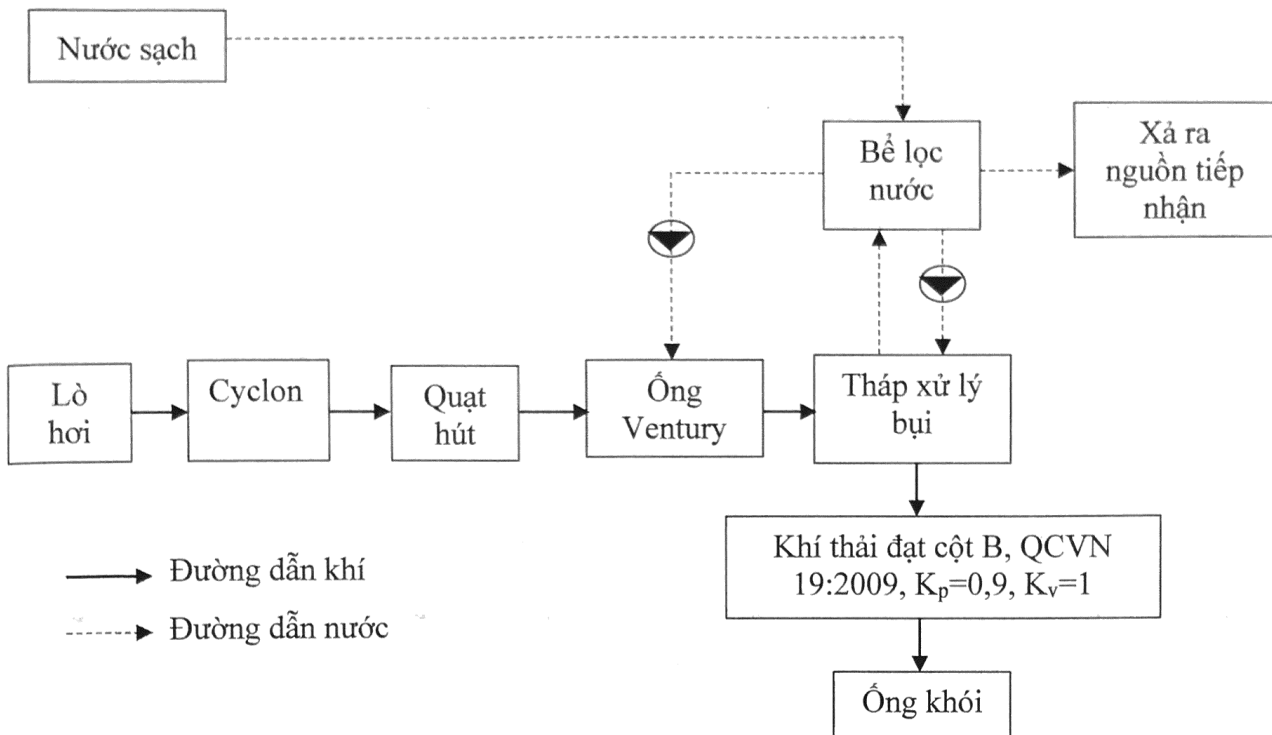 Nước sạch
Bể lọc
nước
Xả ra
nguồn tiếp
nhận
Lò
hơi
Cyclon
Quạt
hút
Ống
Ventury
Tháp xử lý
bụi
Khí thải đạt cột B, QCVN
19:2009, Kp=0,9, Kv=1
Đường dẫn khí
Đường dẫn nước
Ống khói